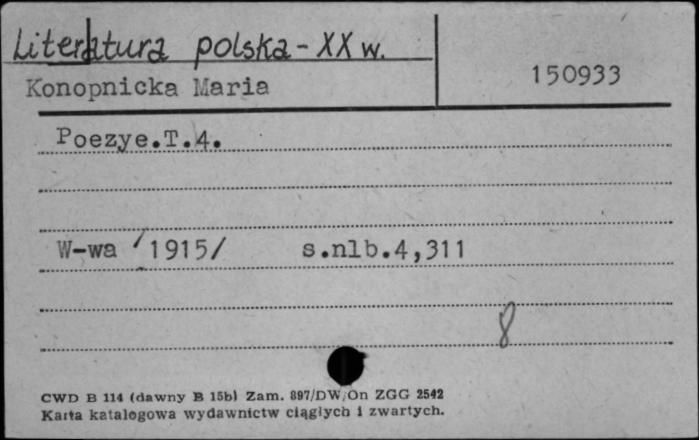 Literatura polska - XX w.
Konopnicka Maria
150933
Poezye.T.4.
W-wa /1915/ s.nlb.4,311
8
CWD B 114 (dawny B 15b) Zam. 897/DW/On ZGG 2542
Karta katalogowa wydawnictw ciągłych i zwartych.